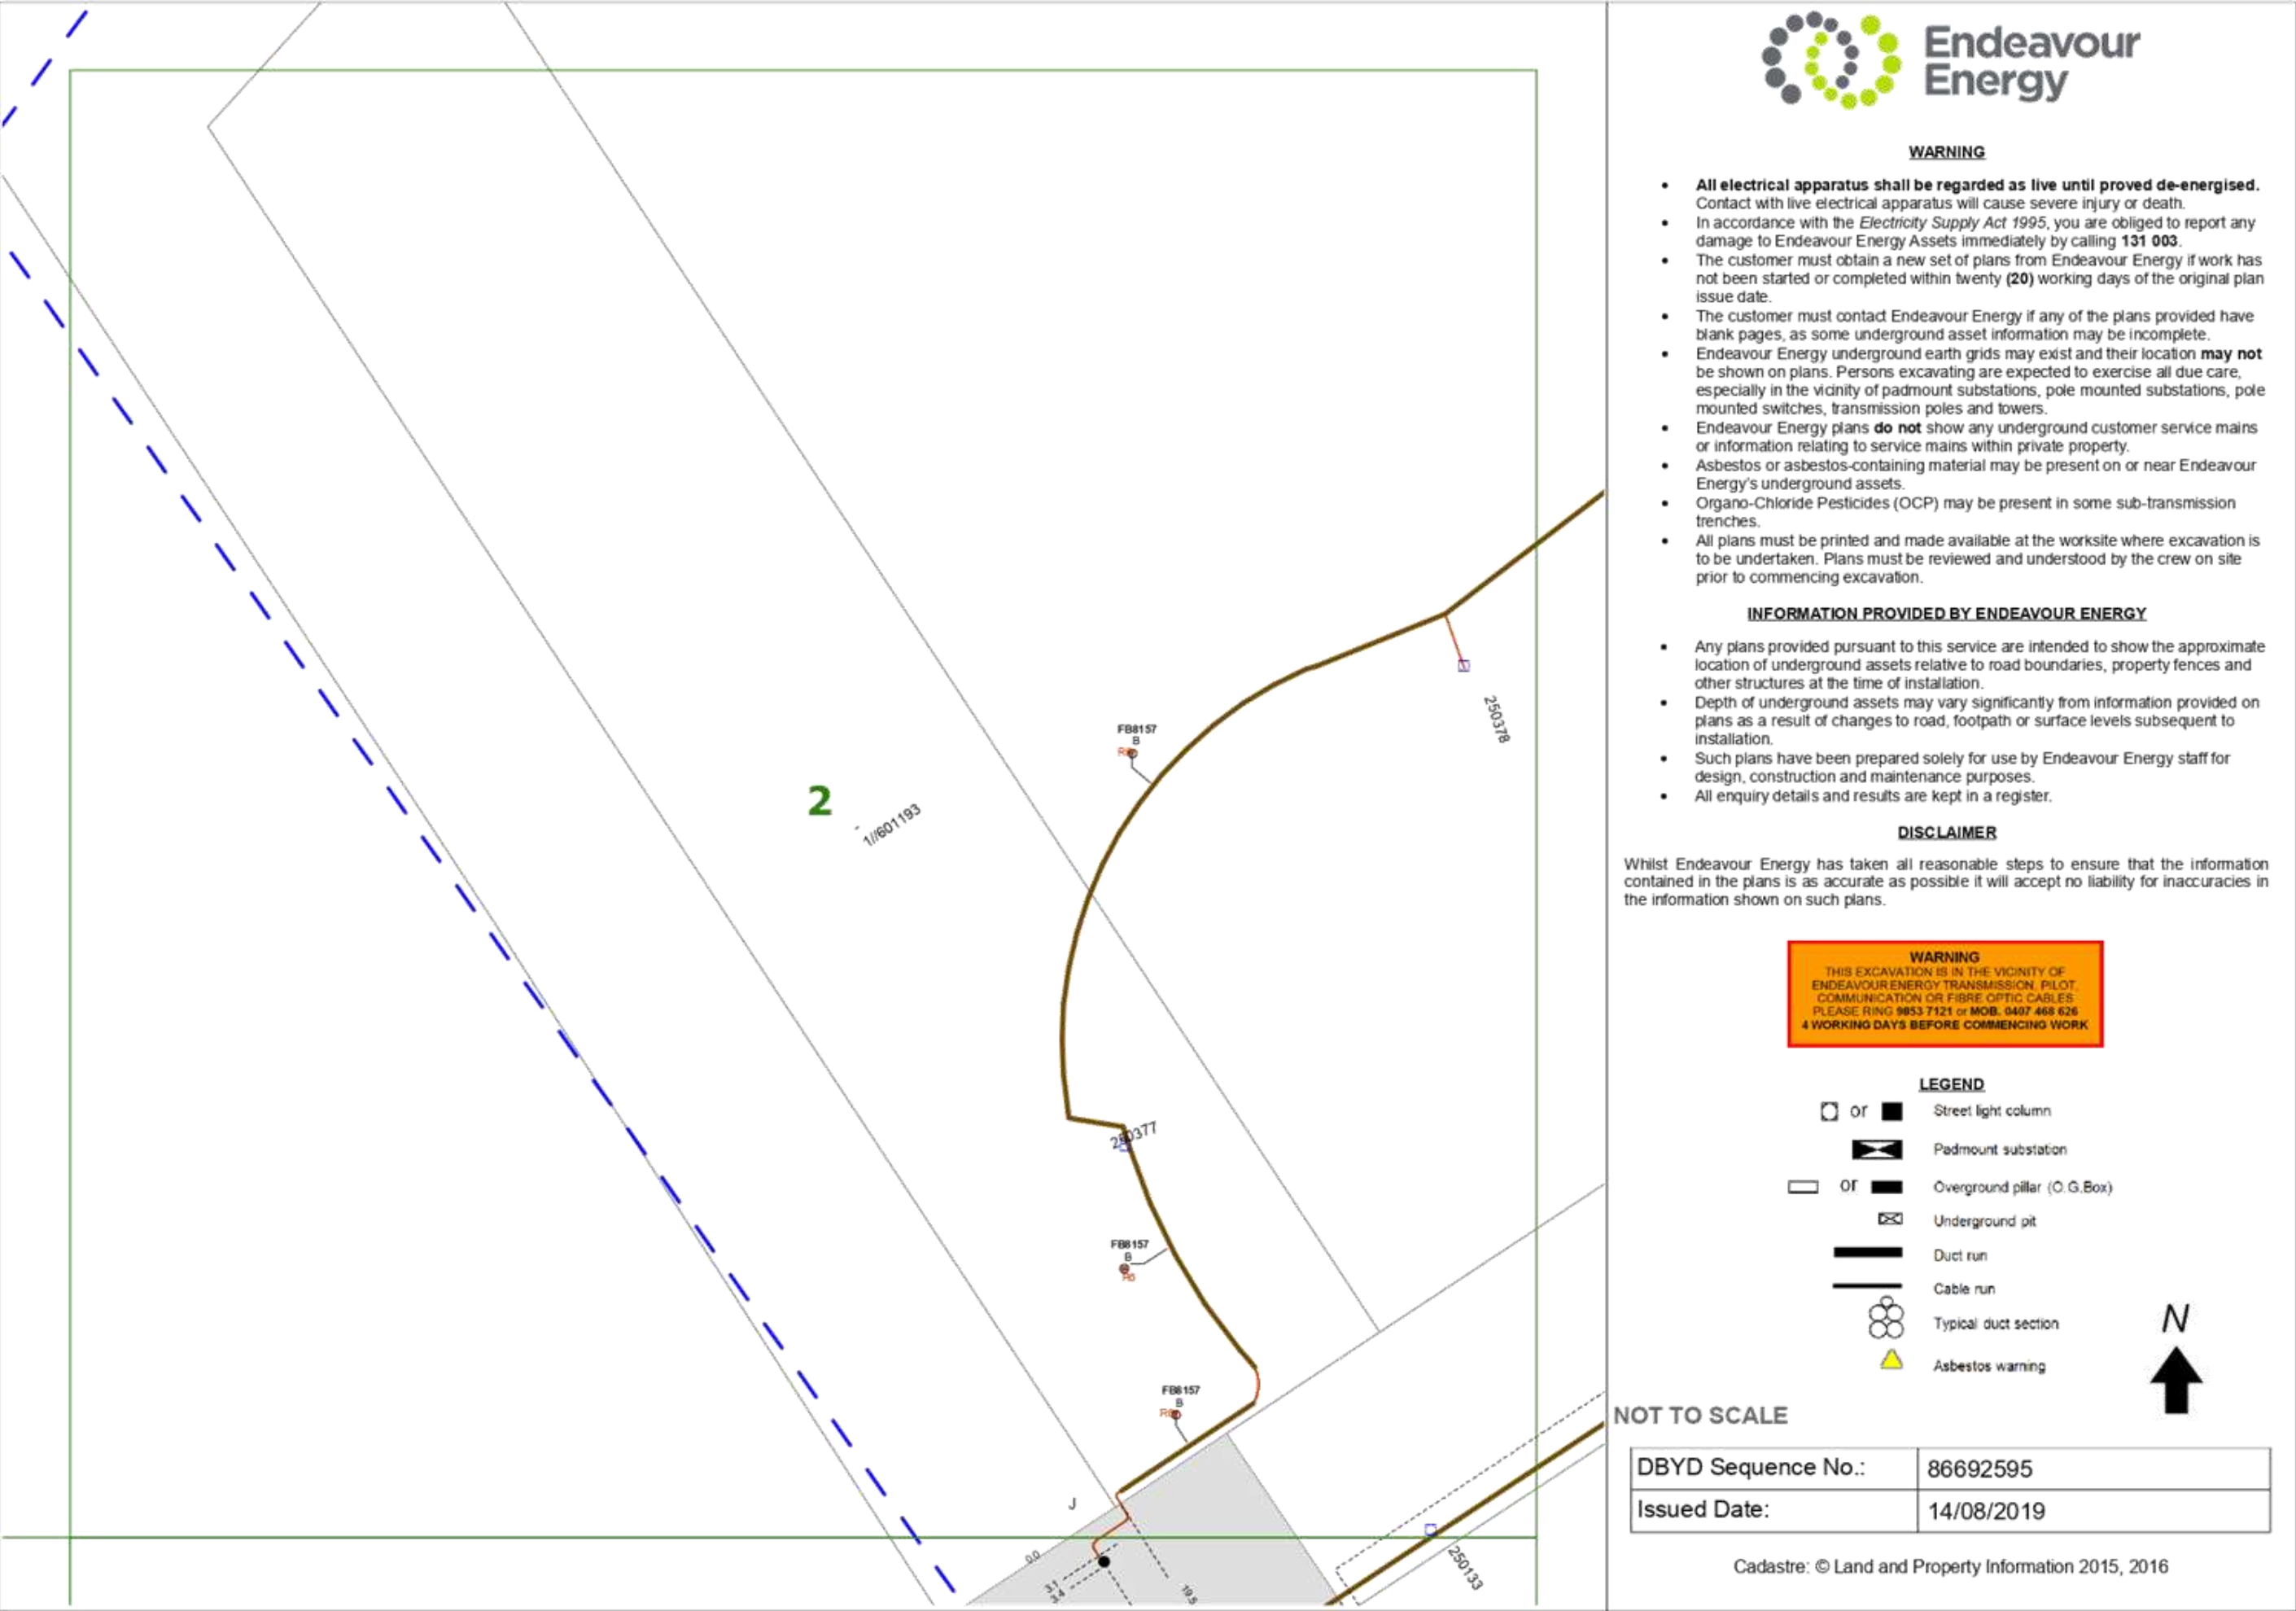 FB8157
B
250378
2
1//601193
250377
FB8157
B
R6
FB8157
B
J
0.0
3.1
3.4
19.5
250133
Endeavour
Energy
WARNING
• All electrical apparatus shall be regarded as live until proved de-energised.
Contact with live electrical apparatus will cause severe injury or death.
• In accordance with the Electricity Supply Act 1995, you are obliged to report any
damage to Endeavour Energy Assets immediately by calling 131 003.
• The customer must obtain a new set of plans from Endeavour Energy if work has
not been started or completed within twenty (20) working days of the original plan
issue date.
• The customer must contact Endeavour Energy if any of the plans provided have
blank pages, as some underground asset information may be incomplete.
• Endeavour Energy underground earth grids may exist and their location may not
be shown on plans. Persons excavating are expected to exercise all due care,
especially in the vicinity of padmount substations, pole mounted substations, pole
mounted switches, transmission poles and towers.
• Endeavour Energy plans do not show any underground customer service mains
or information relating to service mains within private property.
• Asbestos or asbestos-containing material may be present on or near Endeavour
Energy's underground assets.
• Organo-Chloride Pesticides (OCP) may be present in some sub-transmission
trenches.
• All plans must be printed and made available at the worksite where excavation is
to be undertaken. Plans must be reviewed and understood by the crew on site
prior to commencing excavation.
INFORMATION PROVIDED BY ENDEAVOUR ENERGY
• Any plans provided pursuant to this service are intended to show the approximate
location of underground assets relative to road boundaries, property fences and
other structures at the time of installation.
• Depth of underground assets may vary significantly from information provided on
plans as a result of changes to road, footpath or surface levels subsequent to
installation.
• Such plans have been prepared solely for use by Endeavour Energy staff for
design, construction and maintenance purposes.
• All enquiry details and results are kept in a register.
DISCLAIMER
Whilst Endeavour Energy has taken all reasonable steps to ensure that the information
contained in the plans is as accurate as possible it will accept no liability for inaccuracies in
the information shown on such plans.
WARNING
THIS EXCAVATION IS IN THE VICINITY OF
ENDEAVOUR ENERGY TRANSMISSION, PILOT,
COMMUNICATION OR FIBRE OPTIC CABLES
PLEASE RING 9853 7121 or MOB. 0407 468 626
4 WORKING DAYS BEFORE COMMENCING WORK
LEGEND
or Street light column
Padmount substation
or Overground pillar (O.G.Box)
Underground pit
Duct run
Cable run
Typical duct section
Asbestos warning
N
NOT TO SCALE
DBYD Sequence No.: 86692595
Issued Date: 14/08/2019
Cadastre: © Land and Property Information 2015, 2016